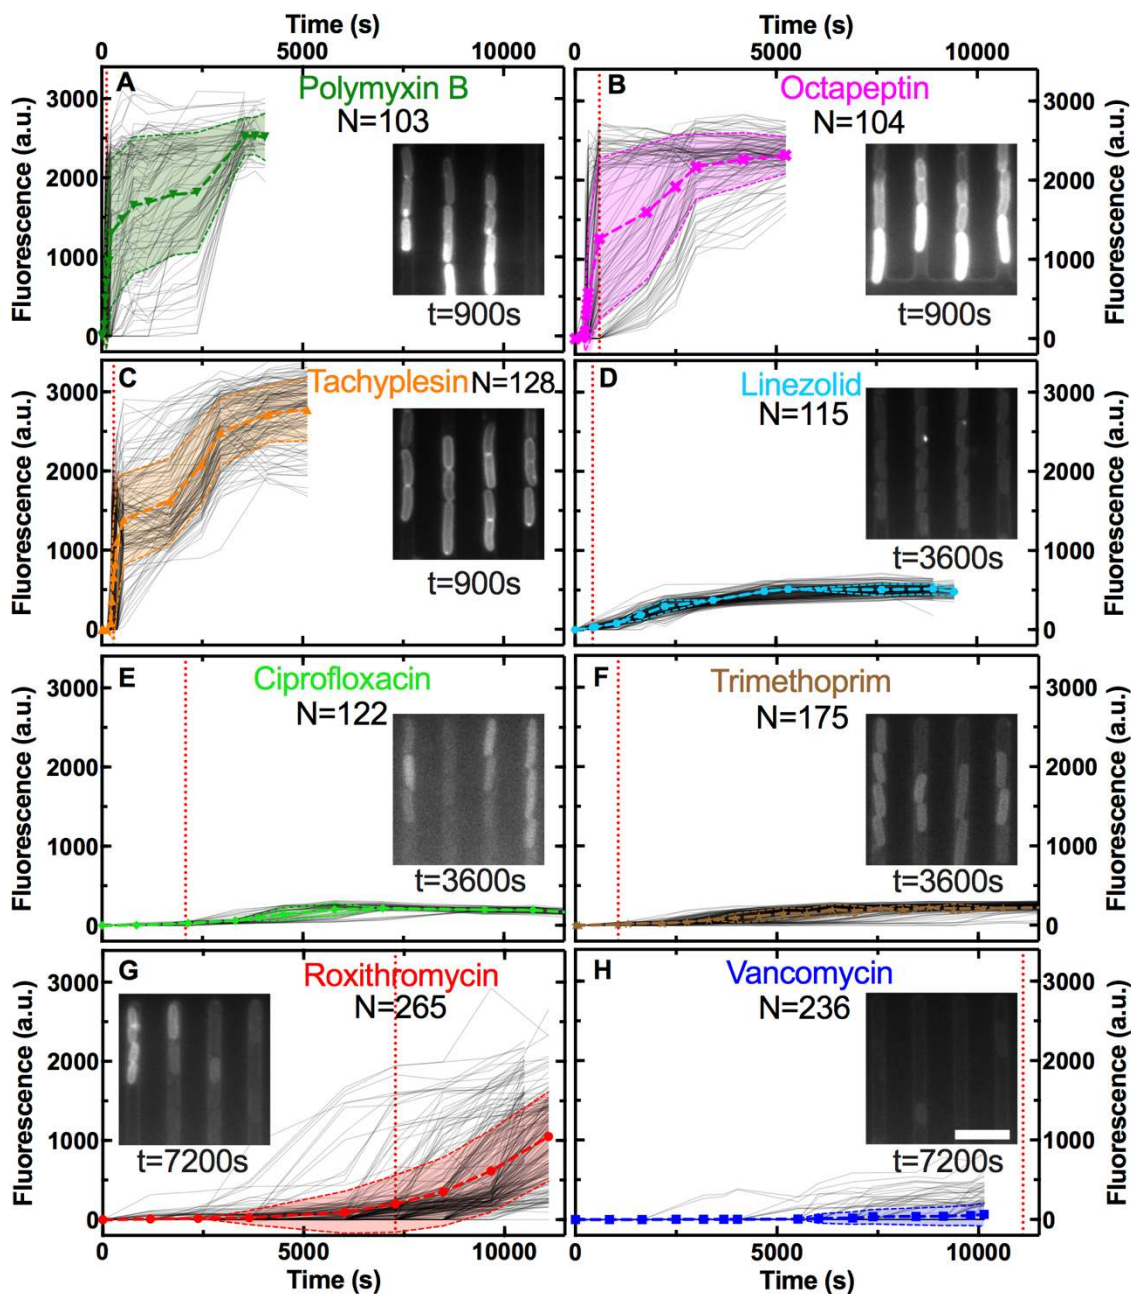 Time (s)
Time (s)
0 5000 10000
0 5000 10000
A
Polymyxin B
N=103
t=900s
3000
2000
1000
0
Fluorescence (a.u.)
B
Octapeptin
N=104
t=900s
3000
2000
1000
0
Fluorescence (a.u.)
C
Tachyplesin N=128
t=900s
3000
2000
1000
0
Fluorescence (a.u.)
D
Linezolid
N=115
t=3600s
3000
2000
1000
0
Fluorescence (a.u.)
E
Ciprofloxacin
N=122
t=3600s
3000
2000
1000
0
Fluorescence (a.u.)
F
Trimethoprim
N=175
t=3600s
3000
2000
1000
0
Fluorescence (a.u.)
G
Roxithromycin
N=265
t=7200s
3000
2000
1000
0
Fluorescence (a.u.)
H
Vancomycin
N=236
t=7200s
3000
2000
1000
0
Fluorescence (a.u.)
0 5000 10000
0 5000 10000
Time (s)
Time (s)